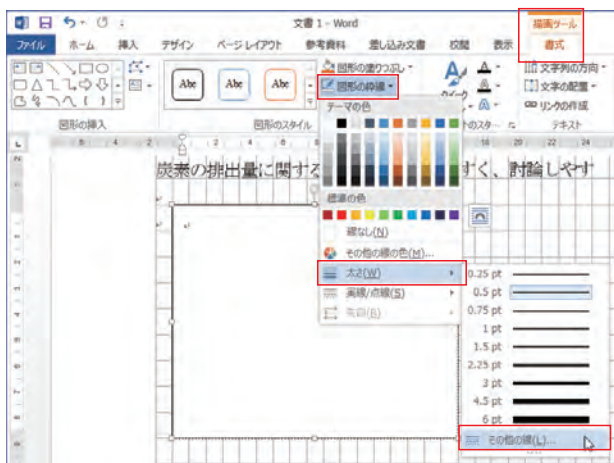 文書 1 - Word
描画ツール
ファイル ホーム 挿入 デザイン ページ レイアウト 参考資料 差し込み文書 校閲 表示 書式
Abc Abc Abc
図形の塗りつぶし
図形の枠線
文字列の方向
文字の配置
リンクの作成
図形の挿入 図形のスタイル テキスト
テーマの色
炭素の排出量に関する
すく、討論しやす
標準の色
線なし(N)
その他の線の色(M)...
太さ(W)
実線/点線(S)
矢印(R)
0.25 pt
0.5 pt
0.75 pt
1 pt
1.5 pt
2.25 pt
3 pt
4.5 pt
6 pt
その他の線(L)...